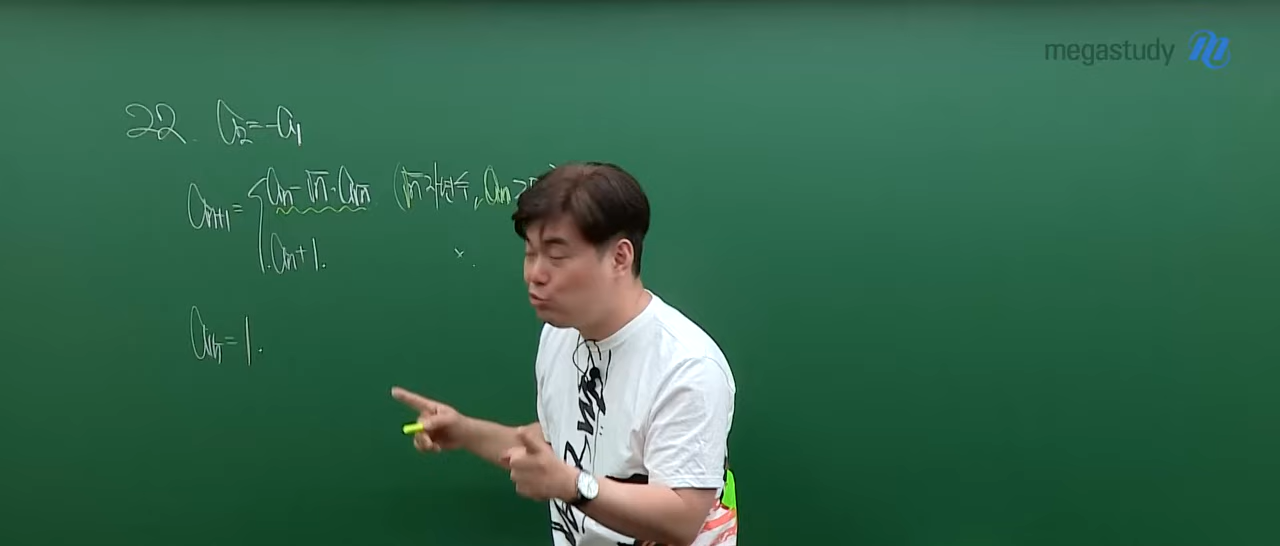 megastudy
22. a₂=-a₁
aₙ₊₁= { aₙ-√n·a√n (√n 자연수, aₙ>
aₙ+1.
a₁₅=1.